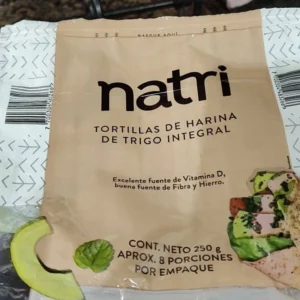 natri
TORTILLAS DE HARINA
DE TRIGO INTEGRAL
Excelente fuente de Vitamina D,
buena fuente de Fibra y Hierro.
CONT. NETO 250 g
APROX. 8 PORCIONES
POR EMPAQUE